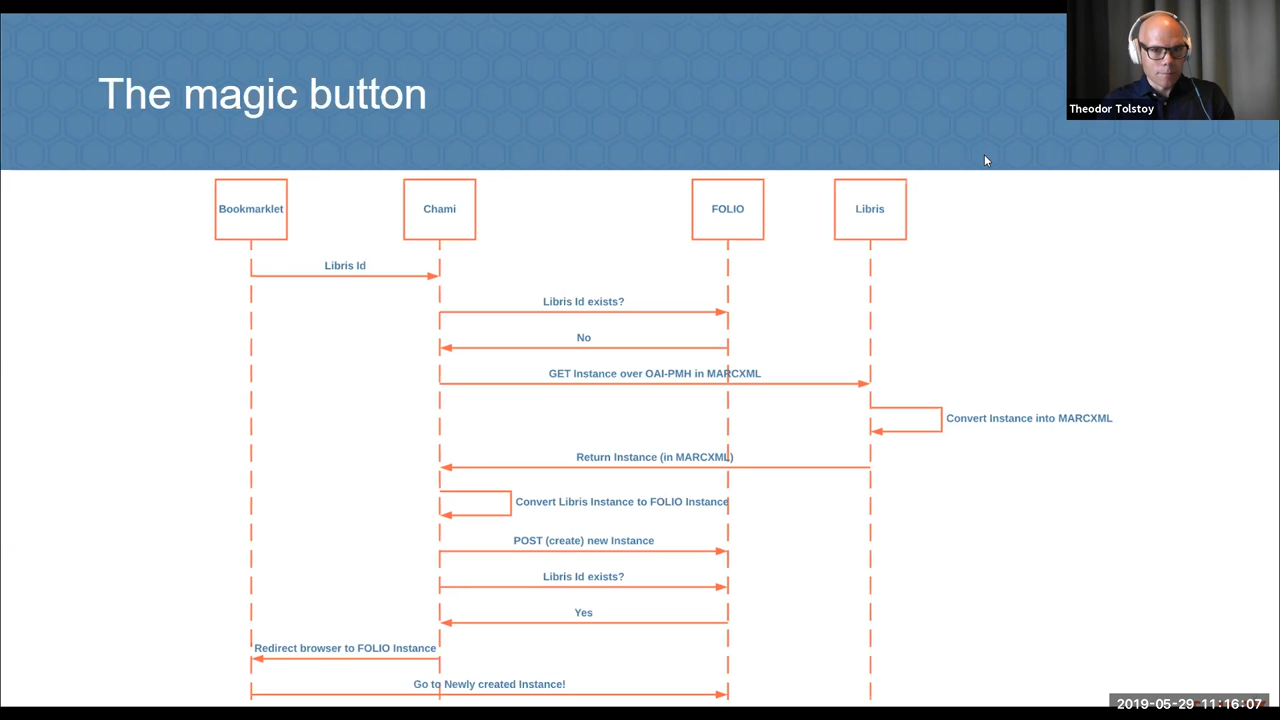 The magic button
Theodor Tolstoy
Bookmarklet
Chami
FOLIO
Libris
Libris Id
Libris Id exists?
No
GET Instance over OAI-PMH in MARCXML
Convert Instance into MARCXML
Return Instance (in MARCXML)
Convert Libris Instance to FOLIO Instance
POST (create) new Instance
Libris Id exists?
Yes
Redirect browser to FOLIO Instance
Go to Newly created Instance!
2019-05-29 11:16:07